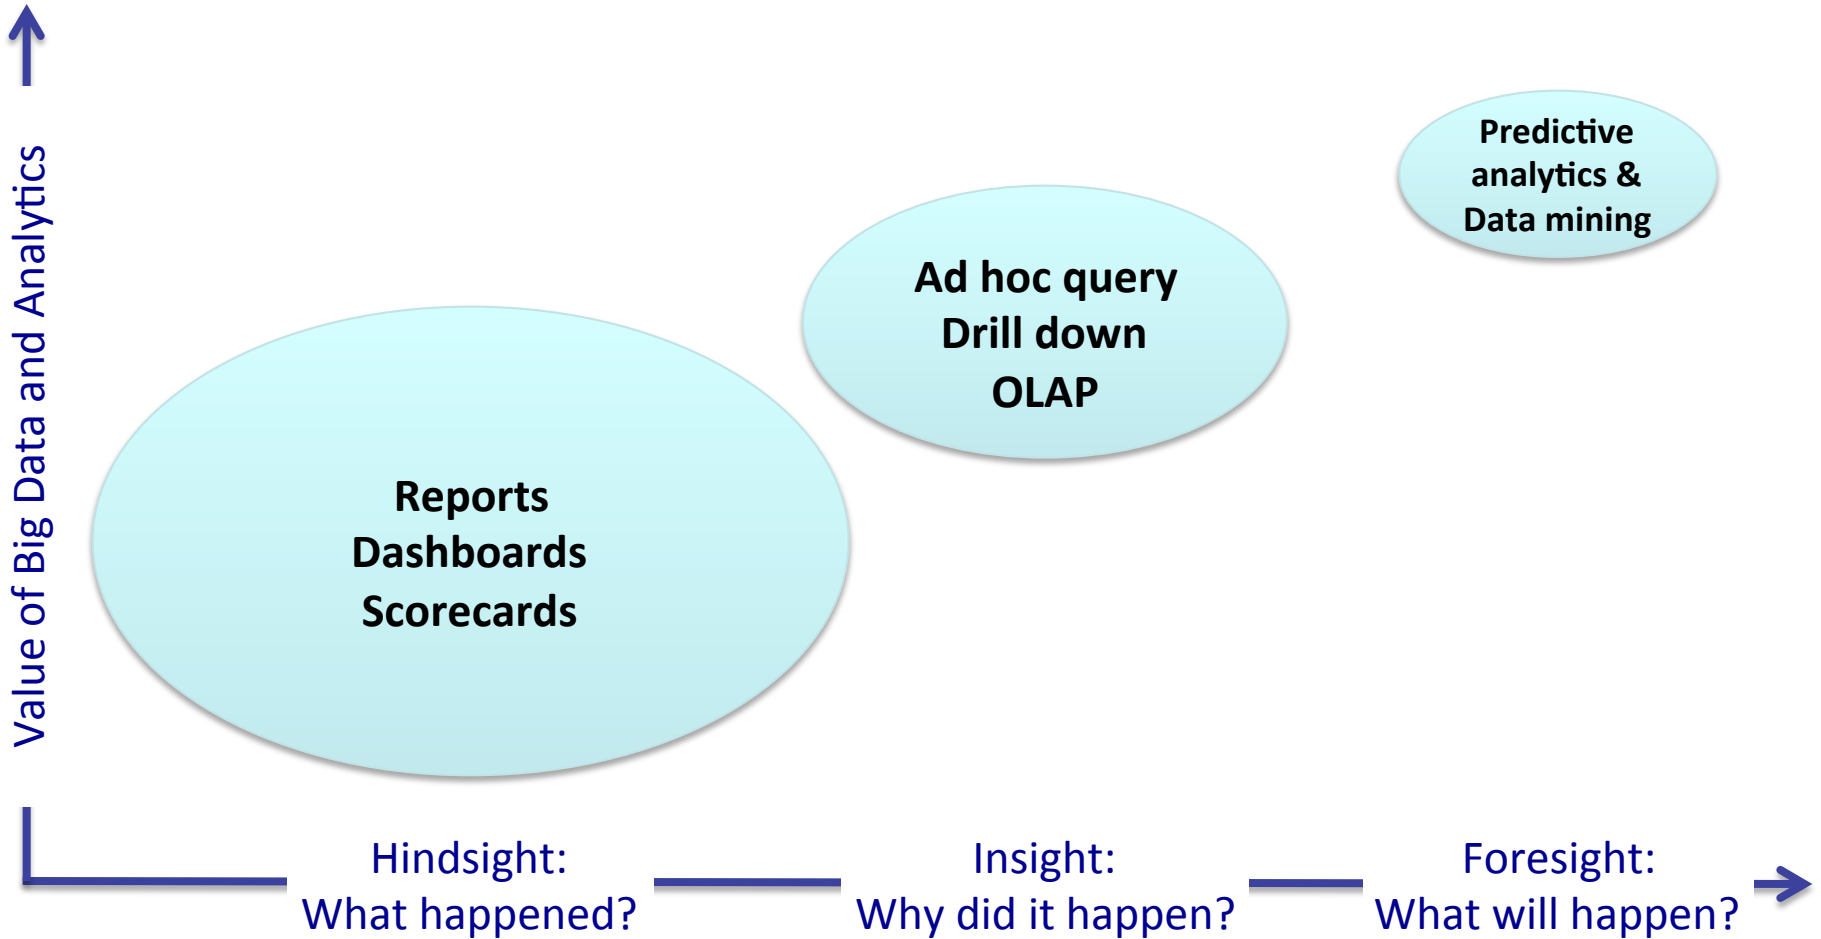 Value of Big Data and Analytics
Predictive
analytics &
Data mining
Ad hoc query
Drill down
OLAP
Reports
Dashboards
Scorecards
Hindsight:
What happened?
Insight:
Why did it happen?
Foresight:
What will happen?